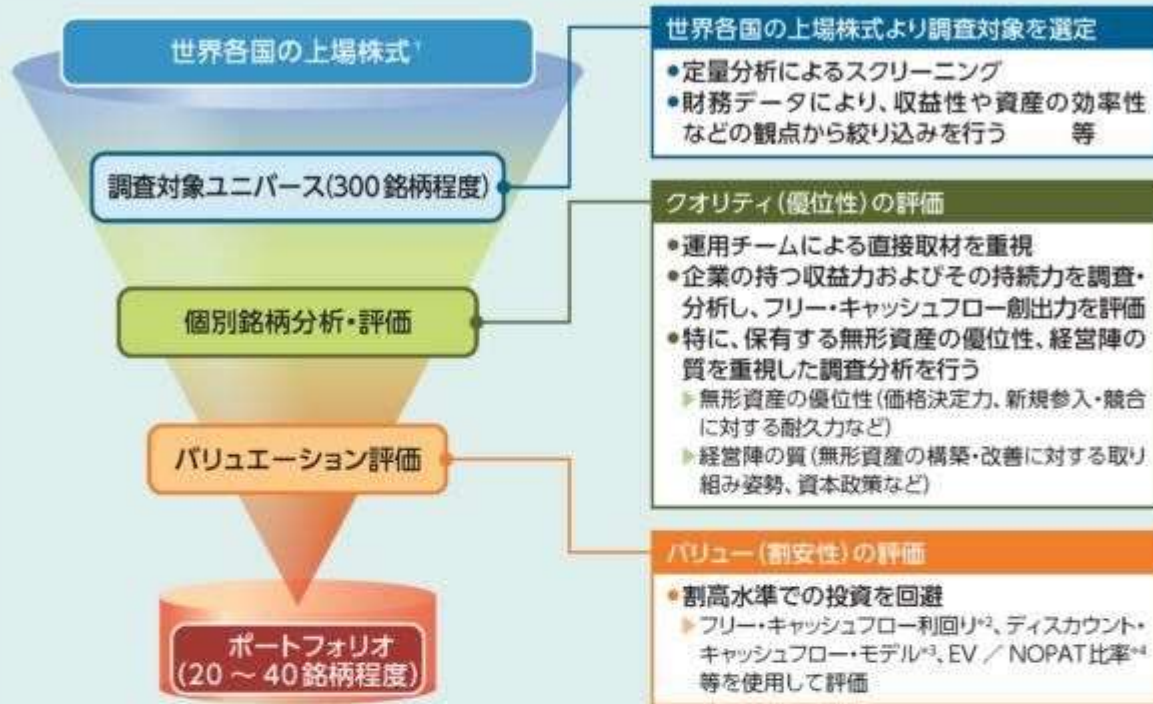 世界各国の上場株式*1
調査対象ユニバース(300銘柄程度)
個別銘柄分析・評価
バリュエーション評価
ポートフォリオ
(20～40銘柄程度)
世界各国の上場株式より調査対象を選定
●定量分析によるスクリーニング
●財務データにより、収益性や資産の効率性
などの観点から絞り込みを行う 等
クオリティ(優位性)の評価
●運用チームによる直接取材を重視
●企業の持つ収益力およびその持続力を調査・
分析し、フリー・キャッシュフロー創出力を評価
●特に、保有する無形資産の優位性、経営陣の
質を重視した調査分析を行う
▶無形資産の優位性(価格決定力、新規参入・競合
に対する耐久力など)
▶経営陣の質(無形資産の構築・改善に対する取り
組み姿勢、資本政策など)
バリュー(割安性)の評価
●割高水準での投資を回避
▶フリー・キャッシュフロー利回り*2、ディスカウント・
キャッシュフロー・モデル*3、EV／NOPAT比率*4
等を使用して評価